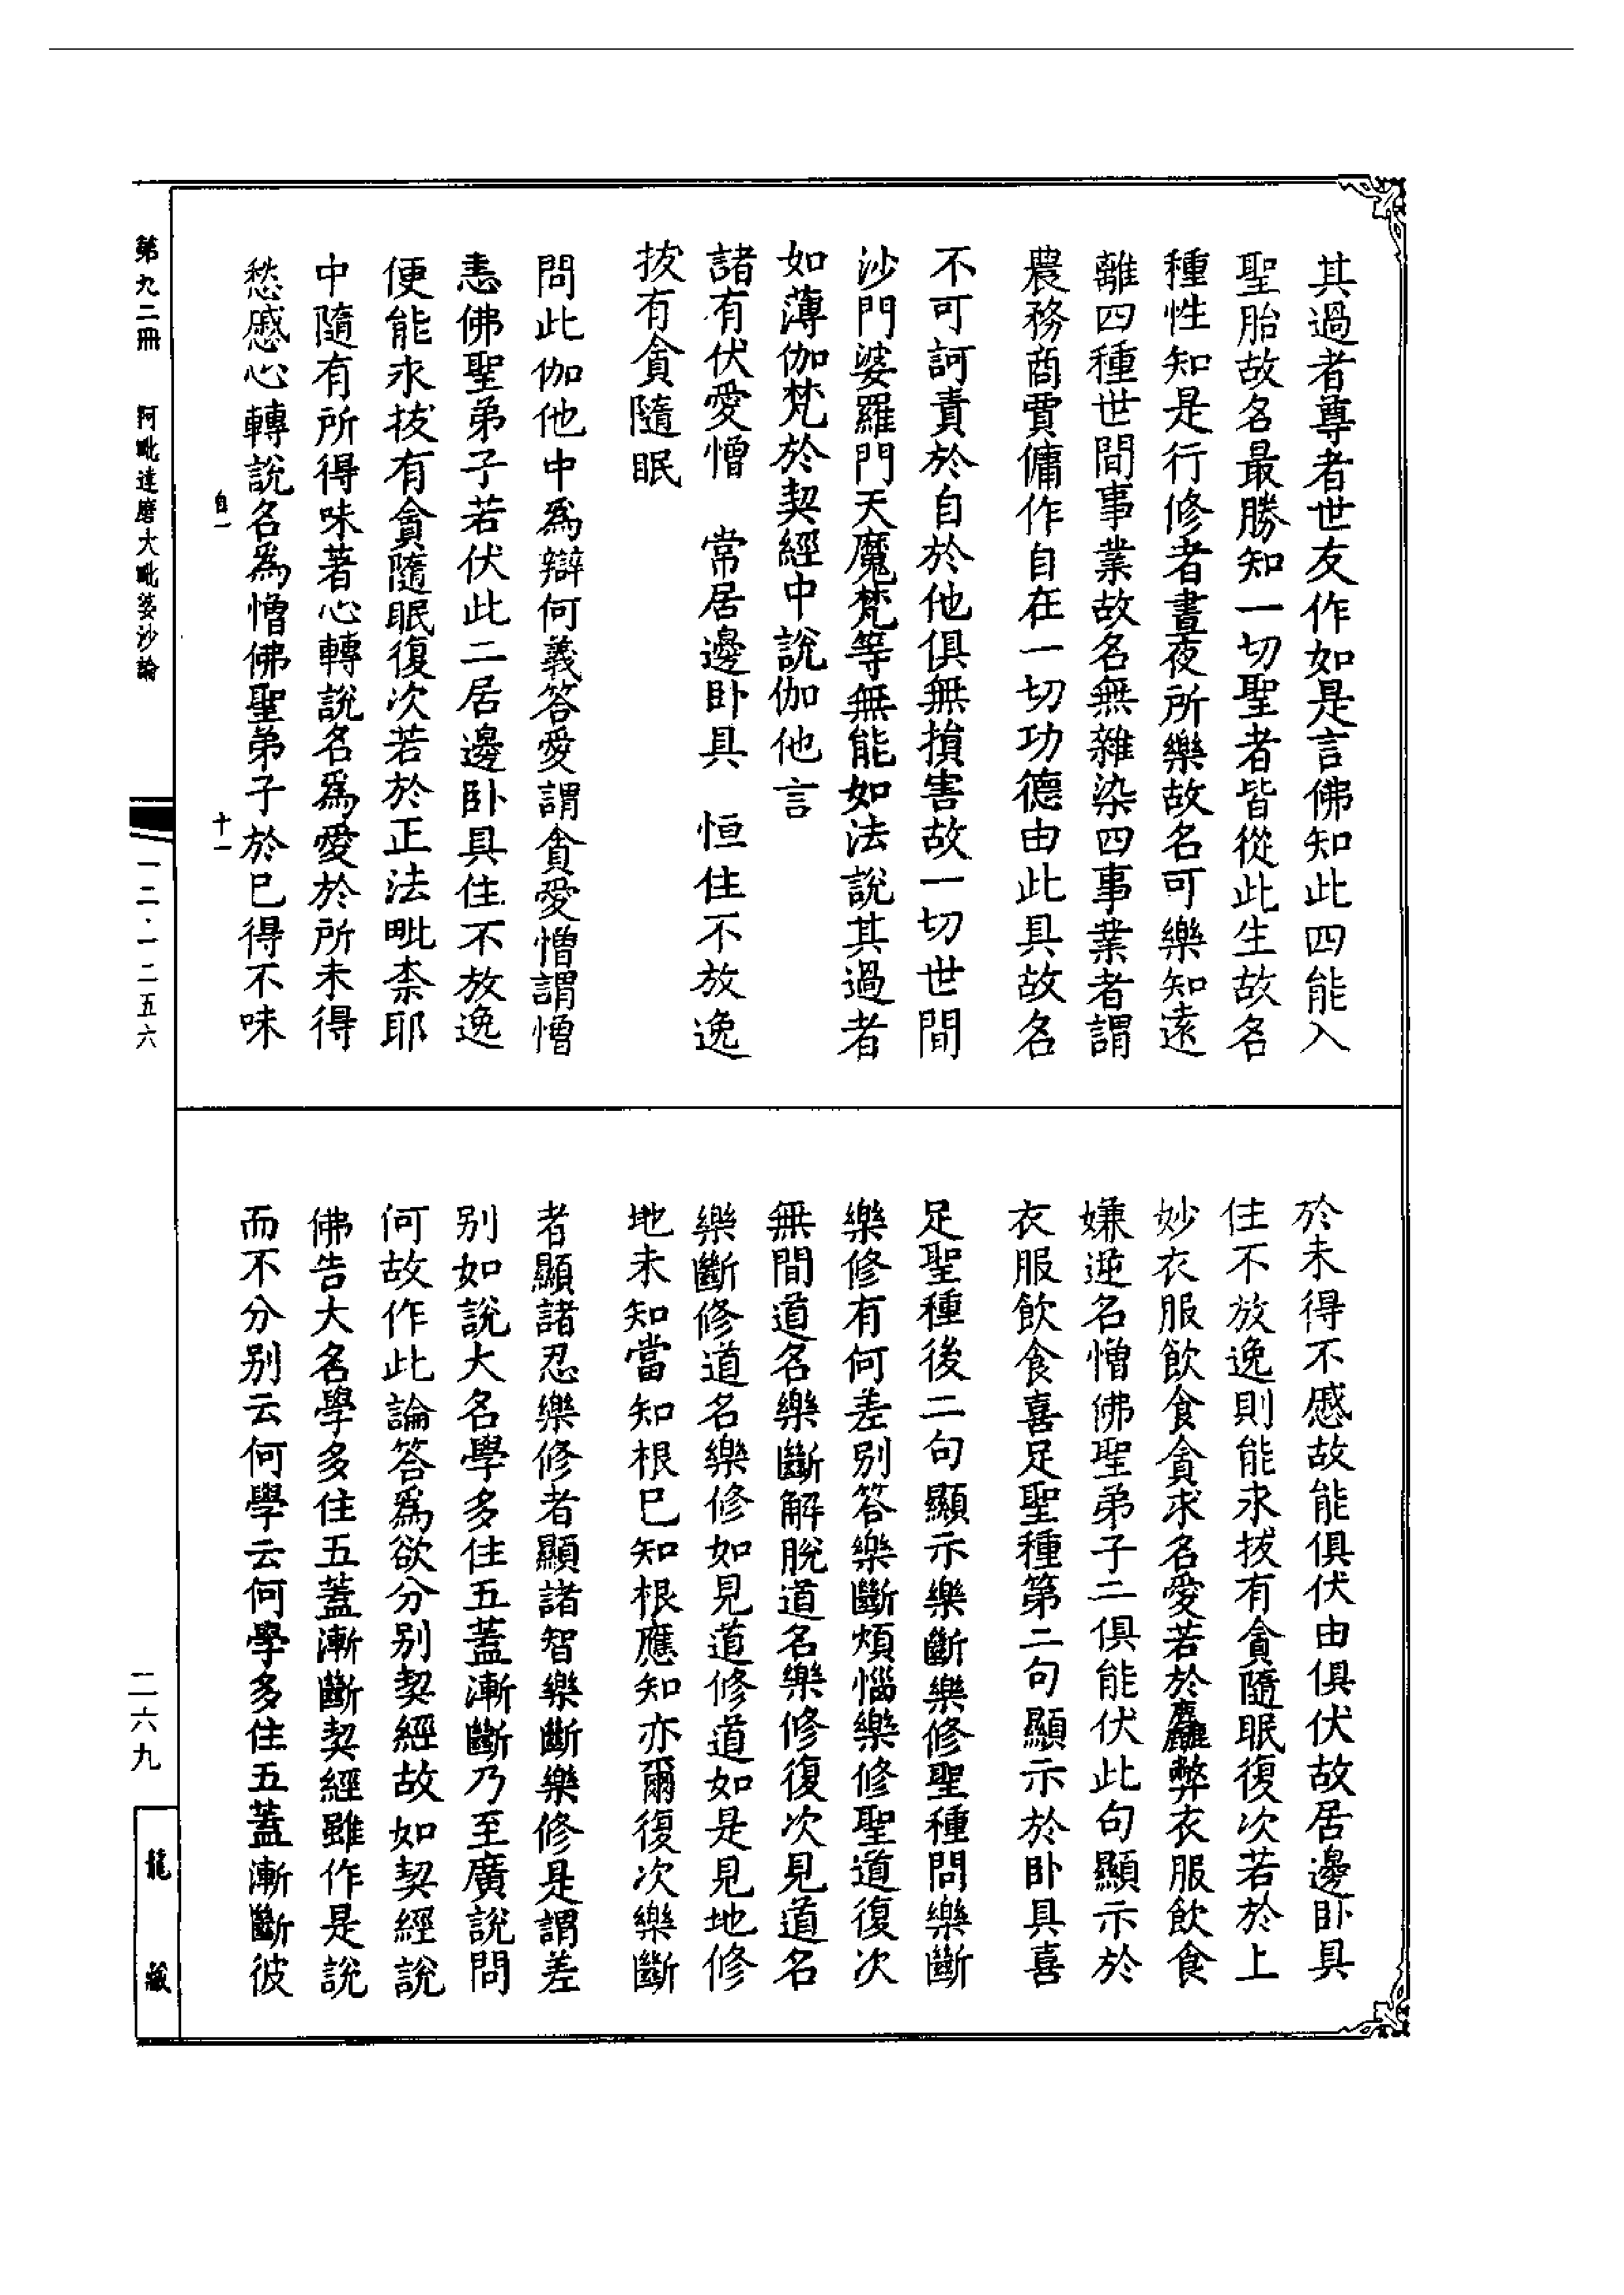 其過者尊者世友作如是言佛知此四能入
聖胎故名最勝知一切聖者皆從此生故名
種性知是行修者晝夜所樂故名可樂知遠
離四種世間事業故名無雜染四事業者謂
農務商賈傭作自在一切功德由此具故名
不可訶責於自於他俱無損害故一切世間
沙門婆羅門天魔梵等無能如法說其過者
如薄伽梵於契經中說伽他言
諸有伏愛憎　常居邊卧具　恒住不放逸
拔有貪隨眠
問此伽他中為辯何義答愛謂貪愛憎謂憎
恚佛聖弟子若伏此二居邊卧具住不放逸
便能永拔有貪隨眠復次若於正法毗柰耶
中隨有所得味著心轉說名為愛於所未得
愁慼心轉說名為憎佛聖弟子於已得不味
於未得不慼故能俱伏由俱伏故居邊卧具
住不放逸則能永拔有貪隨眠復次若於上
妙衣服飲食貪求名愛若於麤弊衣服飲食
嫌逆名憎佛聖弟子二俱能伏此句顯示於
衣服飲食喜足聖種第二句顯示於卧具喜
足聖種後二句顯示樂斷樂修聖種問樂斷
樂修有何差別答樂斷煩惱樂修聖道復次
無間道名樂斷解脫道名樂修復次見道名
樂斷修道名樂修如見道修道如是見地修
地未知當知根已知根應知亦爾復次樂斷
者顯諸忍樂修者顯諸智樂斷樂修是謂差
別如說大名學多住五蓋漸斷乃至廣說問
何故作此論答為欲分別契經故如契經說
佛告大名學多住五蓋漸斷契經雖作是說
而不分別云何學云何學多住五蓋漸斷彼
第九二冊　阿毗達磨大毗婆沙論
自一
十一
一二・一二五六
二六九
龍藏